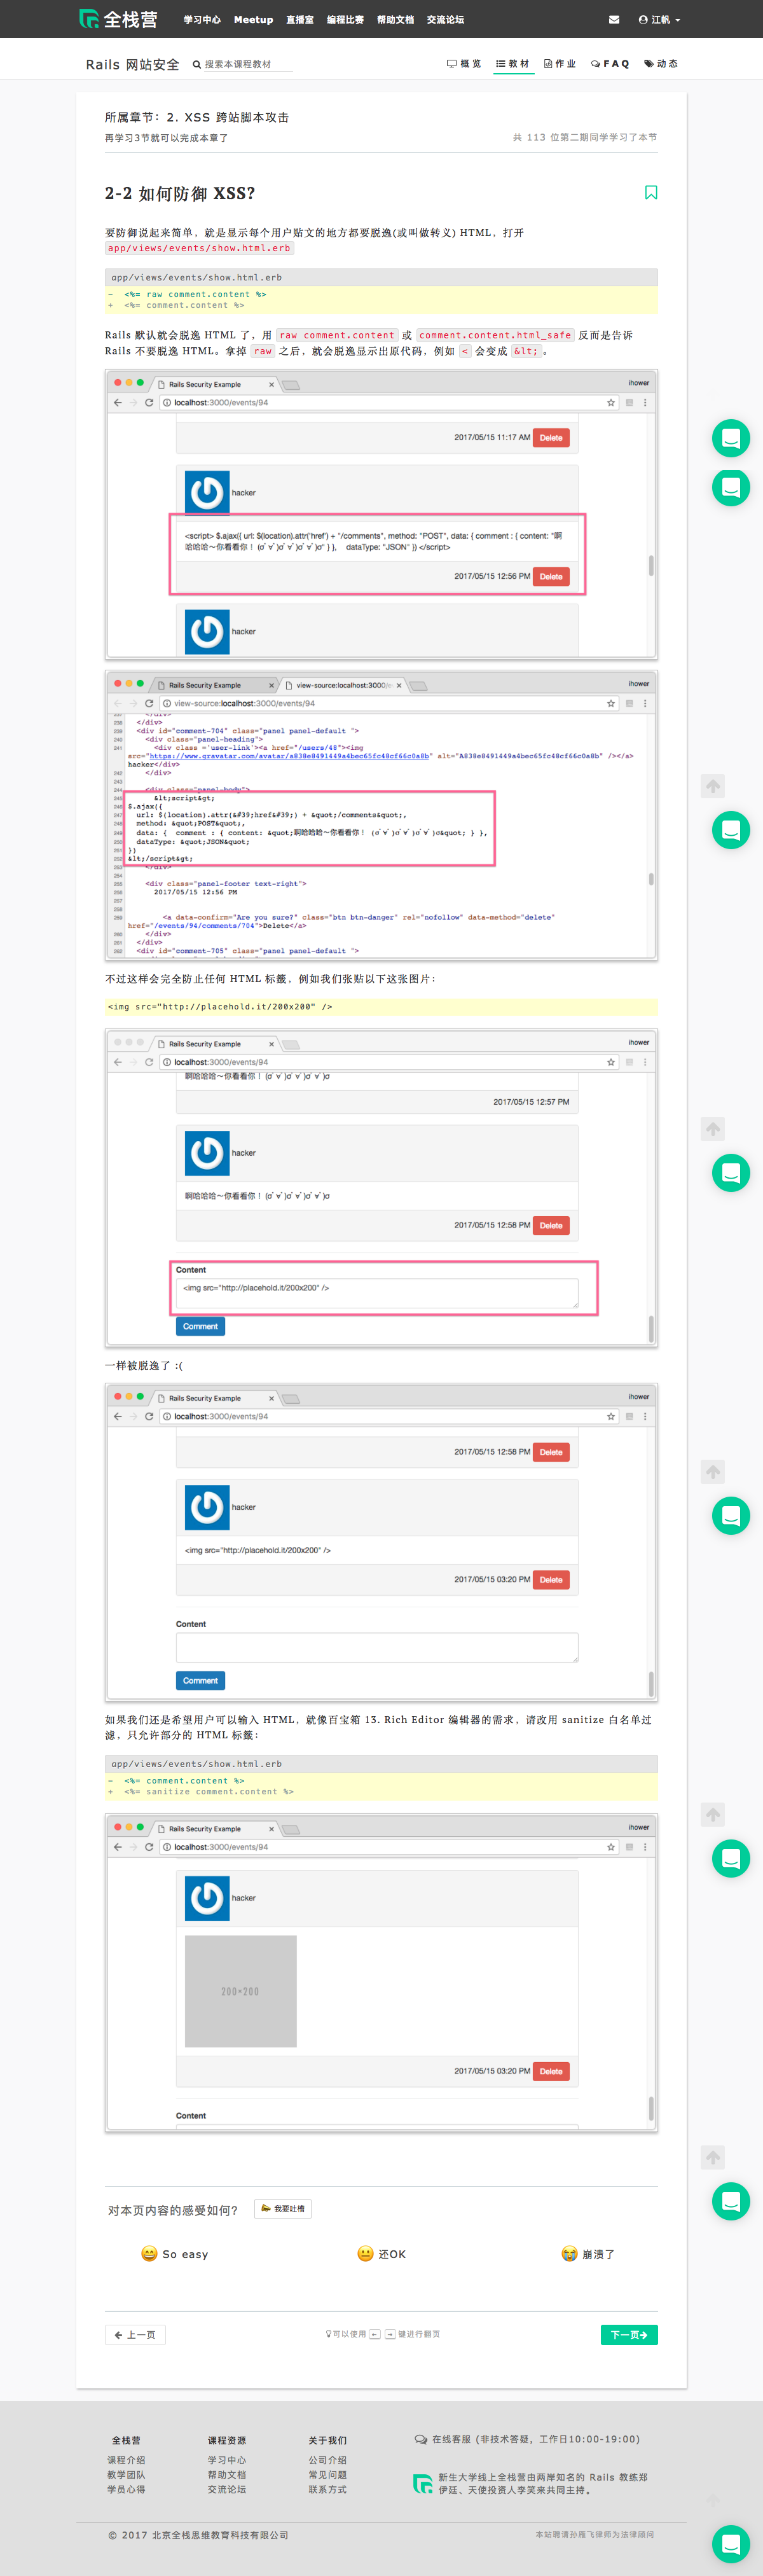 全栈营 学习中心 Meetup 直播室 编程比赛 帮助文档 交流论坛 江帆
Rails 网站安全 搜索本课程教材 概览 教材 作业 FAQ 动态
所属章节：2. XSS 跨站脚本攻击
再学习3节就可以完成本章了 共 113 位第二期同学学习了本节
2-2 如何防御 XSS?
要防御说起来简单，就是显示每个用户贴文的地方都要脱逸(或叫做转义) HTML，打开
app/views/events/show.html.erb
app/views/events/show.html.erb
- <%= raw comment.content %>
+ <%= comment.content %>
Rails 默认就会脱逸 HTML 了，用 raw comment.content 或 comment.content.html_safe 反而是告诉
Rails 不要脱逸 HTML。拿掉 raw 之后，就会脱逸显示出原代码，例如 < 会变成 &lt; 。
Rails Security Example ihower
localhost:3000/events/94
2017/05/15 11:17 AM Delete
hacker
<script> $.ajax({ url: $(location).attr('href') + "/comments", method: "POST", data: { comment : { content: "啊
哈哈哈～你看看你！ (σ´∀`)σ´∀`)σ´∀`)σ" } }, dataType: "JSON" }) </script>
2017/05/15 12:56 PM Delete
hacker
Rails Security Example view-source:localhost:3000/e ihower
view-source:localhost:3000/events/94
237 </div>
238 </div>
239 <div id="comment-704" class="panel panel-default ">
240 <div class="panel-heading">
241 <div class ='user-link'><a href="/users/48"><img
src="https://www.gravatar.com/avatar/a838e8491449a4bec65fc48cf66c0a8b" alt="A838e8491449a4bec65fc48cf66c0a8b" /></a>
hacker</div>
242 </div>
243
244 <div class="panel-body">
245 &lt;script&gt;
246 $.ajax({
247 url: $(location).attr(&#39;href&#39;) + &quot;/comments&quot;,
248 method: &quot;POST&quot;,
249 data: { comment : { content: &quot;啊哈哈哈～你看看你！ (σ´∀`)σ´∀`)σ´∀`)σ&quot; } },
250 dataType: &quot;JSON&quot;
251 })
252 &lt;/script&gt;
253 </div>
254
255 <div class="panel-footer text-right">
256 2017/05/15 12:56 PM
257
258
259 <a data-confirm="Are you sure?" class="btn btn-danger" rel="nofollow" data-method="delete"
href="/events/94/comments/704">Delete</a>
260 </div>
261 </div>
262 <div id="comment-705" class="panel panel-default ">
不过这样会完全防止任何 HTML 标籤，例如我们张贴以下这张图片：
<img src="http://placehold.it/200x200" />
Rails Security Example ihower
localhost:3000/events/94
啊哈哈哈～你看看你！ (σ´∀`)σ´∀`)σ´∀`)σ
2017/05/15 12:57 PM
hacker
啊哈哈哈～你看看你！ (σ´∀`)σ´∀`)σ´∀`)σ
2017/05/15 12:58 PM Delete
Content
<img src="http://placehold.it/200x200" />
Comment
一样被脱逸了 :(
Rails Security Example ihower
localhost:3000/events/94
2017/05/15 12:58 PM Delete
hacker
<img src="http://placehold.it/200x200" />
2017/05/15 03:20 PM Delete
Content
Comment
如果我们还是希望用户可以输入 HTML，就像百宝箱 13. Rich Editor 编辑器的需求，请改用 sanitize 白名单过
滤，只允许部分的 HTML 标籤：
app/views/events/show.html.erb
- <%= comment.content %>
+ <%= sanitize comment.content %>
Rails Security Example ihower
localhost:3000/events/94
hacker
200×200
2017/05/15 03:20 PM Delete
Content
对本页内容的感受如何? 我要吐槽
So easy 还OK 崩溃了
上一页 可以使用 ← → 键进行翻页 下一页
全栈营 课程资源 关于我们 在线客服 (非技术答疑，工作日10:00-19:00)
课程介绍 学习中心 公司介绍
教学团队 帮助文档 常见问题 新生大学线上全栈营由两岸知名的 Rails 教练郑
学员心得 交流论坛 联系方式 伊廷、天使投资人李笑来共同主持。
© 2017 北京全栈思维教育科技有限公司 本站聘请孙雁飞律师为法律顾问